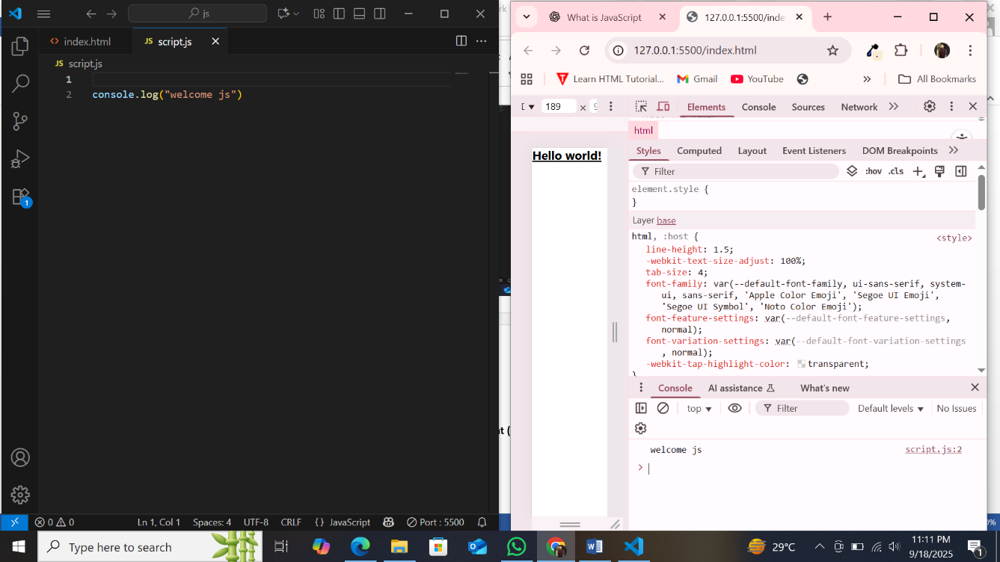 js
index.html
JS script.js
JS script.js
1
2 console.log("welcome js")
1
0 0
Ln 1, Col 1 Spaces: 4 UTF-8 CRLF {} JavaScript Port : 5500
What is JavaScript
127.0.0.1:5500/inde
127.0.0.1:5500/index.html
Learn HTML Tutorial... Gmail YouTube » All Bookmarks
189 ×
Elements Console Sources Network »
html
Styles Computed Layout Event Listeners DOM Breakpoints »
Filter :hov .cls
element.style {
}
Layer base
html, :host { <style>
line-height: 1.5;
-webkit-text-size-adjust: 100%;
tab-size: 4;
font-family: var(--default-font-family, ui-sans-serif, system-
ui, sans-serif, 'Apple Color Emoji', 'Segoe UI Emoji',
'Segoe UI Symbol', 'Noto Color Emoji');
font-feature-settings: var(--default-font-feature-settings,
normal);
font-variation-settings: var(--default-font-variation-settings
, normal);
-webkit-tap-highlight-color: transparent;
}
Hello world!
Console AI assistance What's new
top Filter Default levels No Issues
welcome js script.js:2
>
Type here to search
29°C
11:11 PM
9/18/2025
1